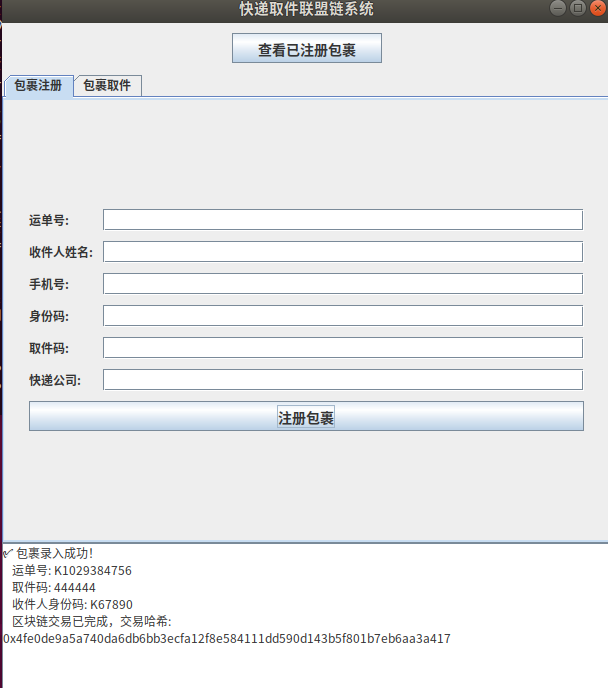 快递取件联盟链系统
查看已注册包裹
包裹注册 包裹取件
运单号:
收件人姓名:
手机号:
身份码:
取件码:
快递公司:
注册包裹
✅ 包裹录入成功！
运单号: K1029384756
取件码: 444444
收件人身份码: K67890
区块链交易已完成，交易哈希:
0x4fe0de9a5a740da6db6bb3ecfa12f8e584111dd590d143b5f801b7eb6aa3a417